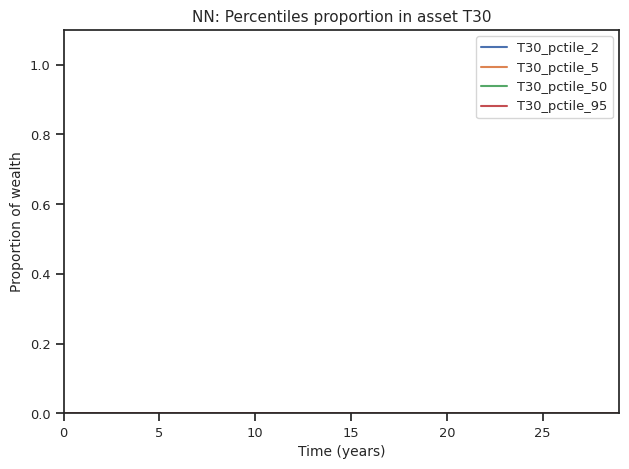 NN: Percentiles proportion in asset T30
T30_pctile_2
T30_pctile_5
T30_pctile_50
T30_pctile_95
Proportion of wealth
1.0
0.8
0.6
0.4
0.2
0.0
0 5 10 15 20 25
Time (years)